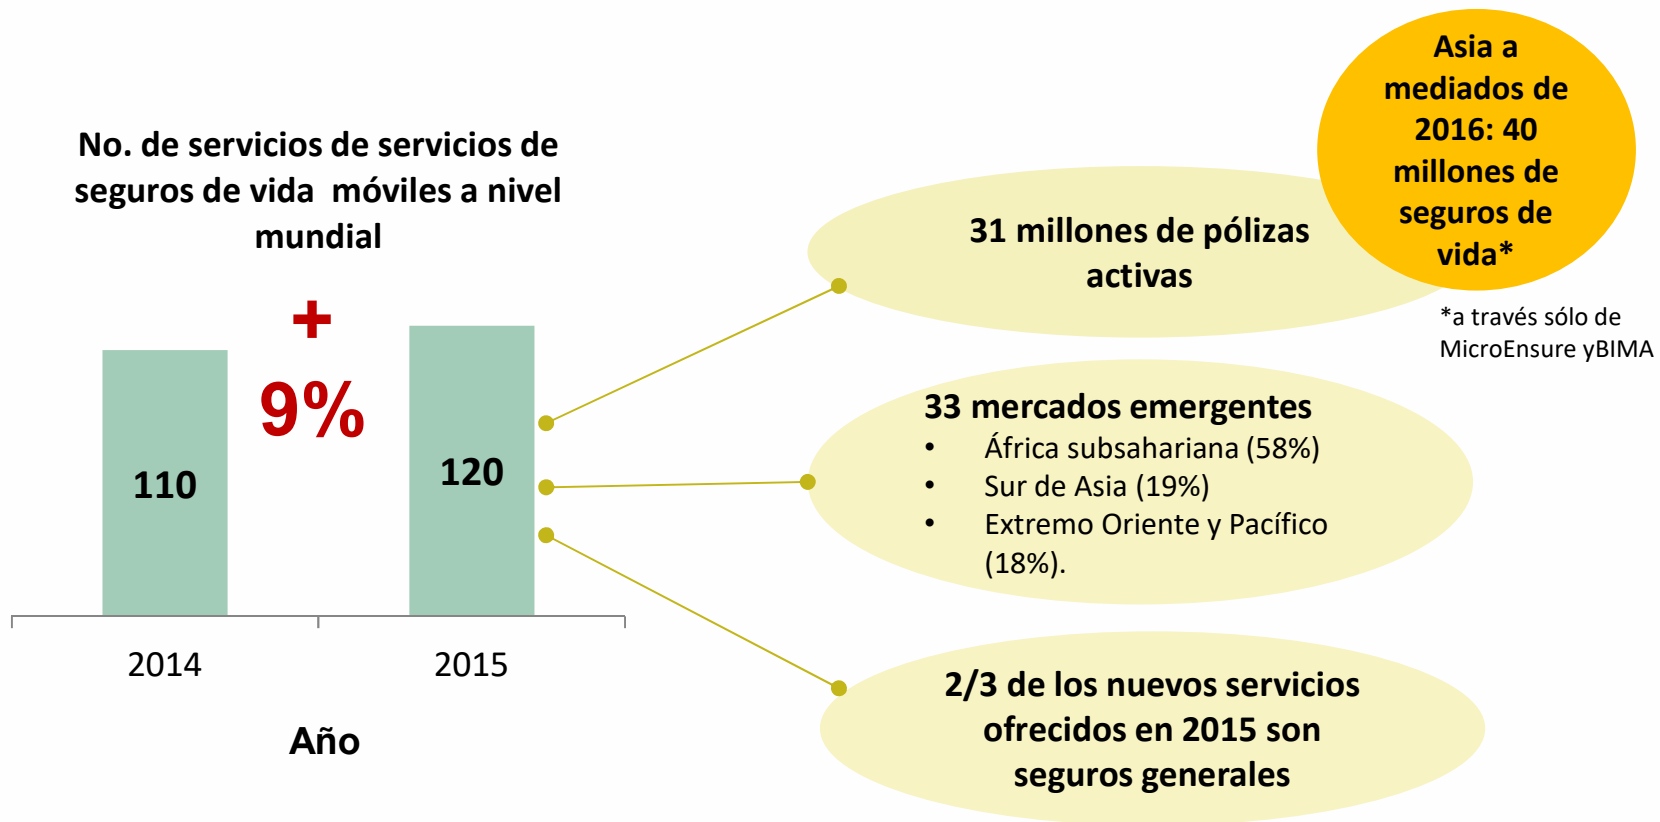 No. de servicios de servicios de
seguros de vida  móviles a nivel
mundial
+
9%
110
120
2014
2015
Año
31 millones de pólizas
activas
Asia a
mediados de
2016: 40
millones de
seguros de
vida*
*a través sólo de
MicroEnsure yBIMA
33 mercados emergentes
• África subsahariana (58%)
• Sur de Asia (19%)
• Extremo Oriente y Pacífico
(18%).
2/3 de los nuevos servicios
ofrecidos en 2015 son
seguros generales